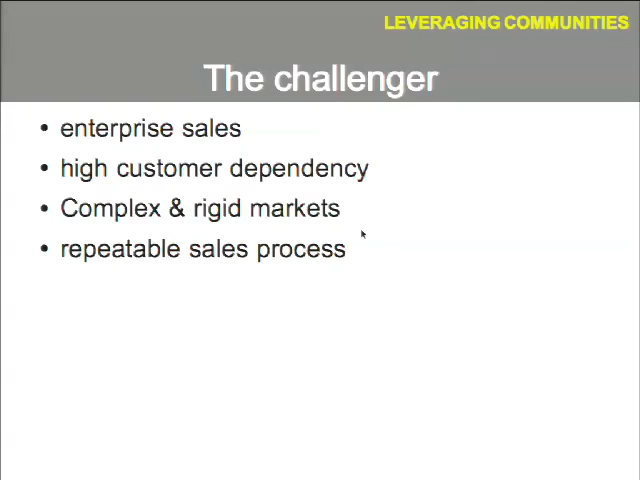 LEVERAGING COMMUNITIES
The challenger
• enterprise sales
• high customer dependency
• Complex & rigid markets
• repeatable sales process